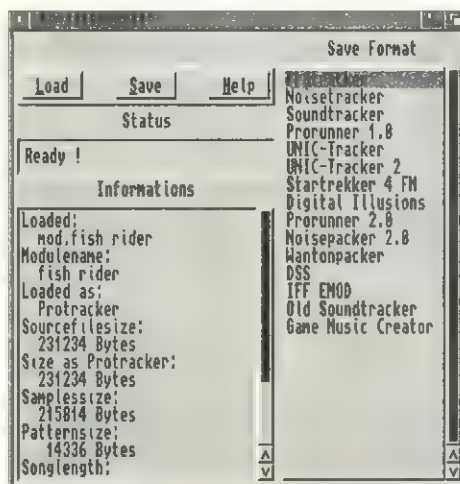 Load Save Help
Status
Ready !
Informations
Loaded:
mod.fish rider
Modulename:
fish rider
Loaded as:
Protracker
Sourcefilesize:
231234 Bytes
Size as Protracker:
231234 Bytes
Samplessize:
215814 Bytes
Patternsize:
14336 Bytes
Songlength:
Save Format
Noisetracker
Soundtracker
Prorunner 1.0
UNIC-Tracker
UNIC-Tracker 2
Startrekker 4 FM
Digital Illusions
Prorunner 2.0
Noisepacker 2.0
Wantonpacker
DSS
IFF EMOD
Old Soundtracker
Game Music Creator